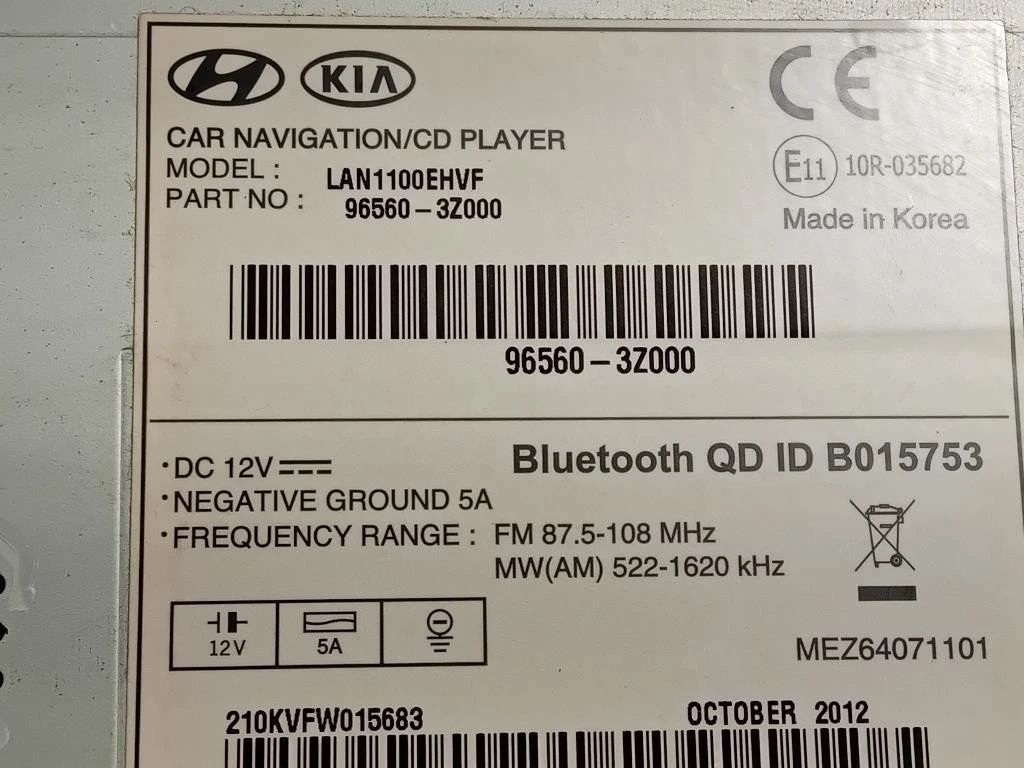 KIA
CAR NAVIGATION/CD PLAYER
MODEL : LAN1100EHVF
PART NO : 96560-3Z000
CE
E11 10R-035682
Made in Korea
96560-3Z000
•DC 12V
Bluetooth QD ID B015753
•NEGATIVE GROUND 5A
•FREQUENCY RANGE : FM 87.5-108 MHz
MW(AM) 522-1620 kHz
12V 5A
MEZ64071101
210KVFW015683 OCTOBER 2012